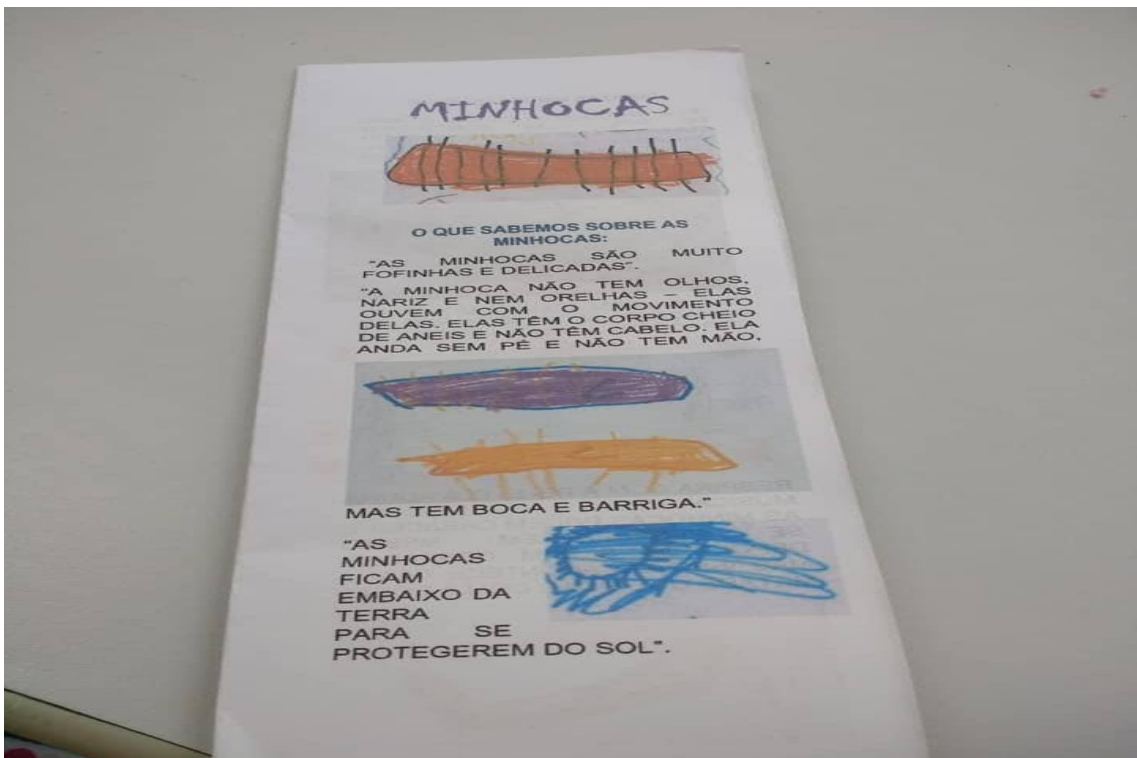 MINHOCAS
O QUE SABEMOS SOBRE AS
MINHOCAS:
"AS MINHOCAS SÃO MUITO
FOFINHAS E DELICADAS".
"A MINHOCA NÃO TEM OLHOS,
NARIZ E NEM ORELHAS – ELAS
OUVEM COM O MOVIMENTO
DELAS. ELAS TÊM O CORPO CHEIO
DE ANEIS E NÃO TÊM CABELO. ELA
ANDA SEM PÉ E NÃO TEM MÃO,
MAS TEM BOCA E BARRIGA."
"AS
MINHOCAS
FICAM
EMBAIXO DA
TERRA
PARA SE
PROTEGEREM DO SOL".